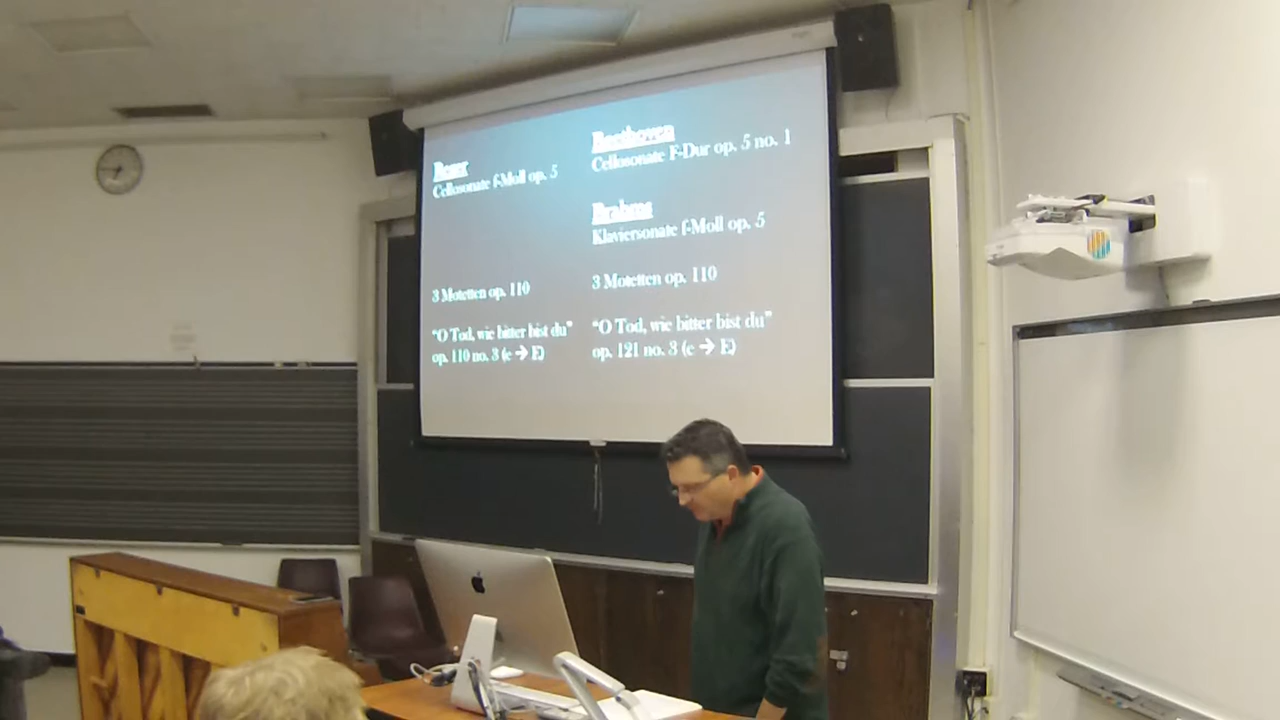 Reger
Cellosonate f-Moll op. 5
3 Motetten op. 110
“O Tod, wie bitter bist du”
op. 110 no. 3 (e → E)
Beethoven
Cellosonate F-Dur op. 5 no. 1
Brahms
Klaviersonate f-Moll op. 5
3 Motetten op. 110
“O Tod, wie bitter bist du”
op. 121 no. 3 (e → E)